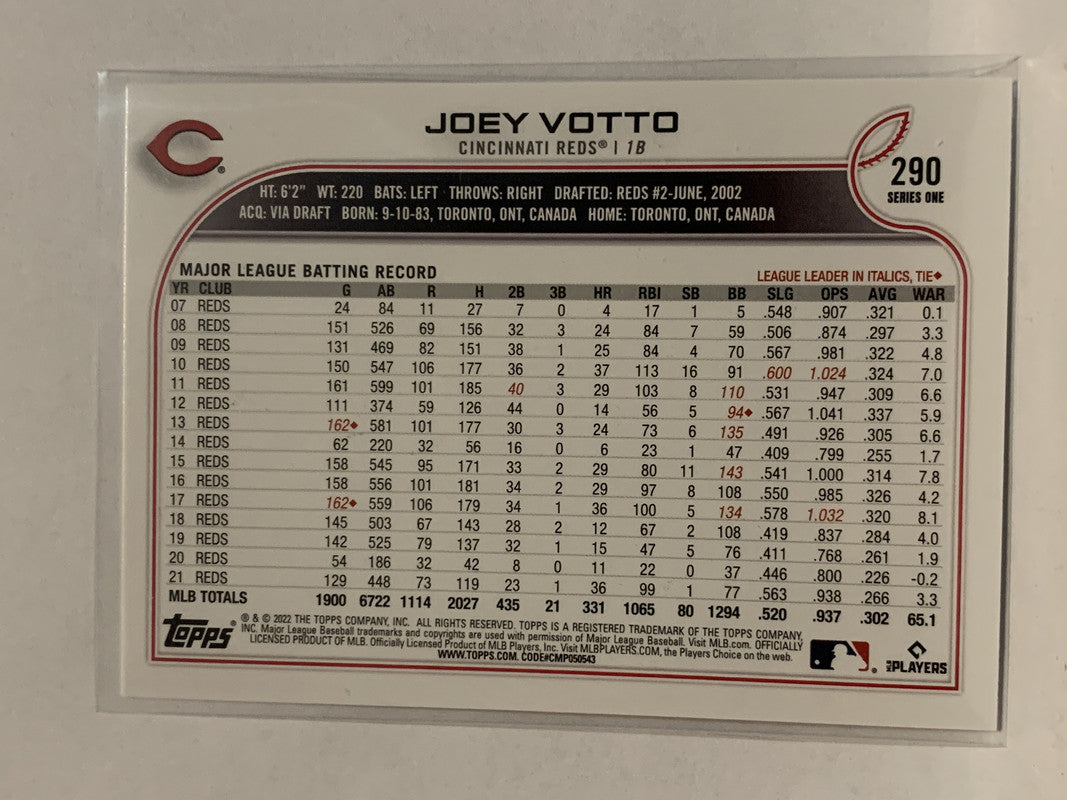 JOEY VOTTO
CINCINNATI REDS® | 1B
290
SERIES ONE
HT: 6'2" WT: 220 BATS: LEFT THROWS: RIGHT DRAFTED: REDS #2-JUNE, 2002
ACQ: VIA DRAFT BORN: 9-10-83, TORONTO, ONT, CANADA HOME: TORONTO, ONT, CANADA
MAJOR LEAGUE BATTING RECORD LEAGUE LEADER IN ITALICS, TIE♦
YR CLUB G AB R H 2B 3B HR RBI SB BB SLG OPS AVG WAR
07 REDS 24 84 11 27 7 0 4 17 1 5 .548 .907 .321 0.1
08 REDS 151 526 69 156 32 3 24 84 7 59 .506 .874 .297 3.3
09 REDS 131 469 82 151 38 1 25 84 4 70 .567 .981 .322 4.8
10 REDS 150 547 106 177 36 2 37 113 16 91 .600 1.024 .324 7.0
11 REDS 161 599 101 185 40 3 29 103 8 110 .531 .947 .309 6.6
12 REDS 111 374 59 126 44 0 14 56 5 94♦ .567 1.041 .337 5.9
13 REDS 162♦ 581 101 177 30 3 24 73 6 135 .491 .926 .305 6.6
14 REDS 62 220 32 56 16 0 6 23 1 47 .409 .799 .255 1.7
15 REDS 158 545 95 171 33 2 29 80 11 143 .541 1.000 .314 7.8
16 REDS 158 556 101 181 34 2 29 97 8 108 .550 .985 .326 4.2
17 REDS 162♦ 559 106 179 34 1 36 100 5 134 .578 1.032 .320 8.1
18 REDS 145 503 67 143 28 2 12 67 2 108 .419 .837 .284 4.0
19 REDS 142 525 79 137 32 1 15 47 5 76 .411 .768 .261 1.9
20 REDS 54 186 32 42 8 0 11 22 0 37 .446 .800 .226 -0.2
21 REDS 129 448 73 119 23 1 36 99 1 77 .563 .938 .266 3.3
MLB TOTALS 1900 6722 1114 2027 435 21 331 1065 80 1294 .520 .937 .302 65.1
TOPPS® ® & © 2022 THE TOPPS COMPANY, INC. ALL RIGHTS RESERVED. TOPPS IS A REGISTERED TRADEMARK OF THE TOPPS COMPANY,
INC. Major League Baseball trademarks and copyrights are used with permission of Major League Baseball. Visit MLB.com. OFFICIALLY
LICENSED PRODUCT OF MLB. Officially Licensed Product of MLB Players, Inc. Visit MLBPLAYERS.COM, the Players Choice on the web.
WWW.TOPPS.COM. CODE#CMP050543
MLB PLAYERS